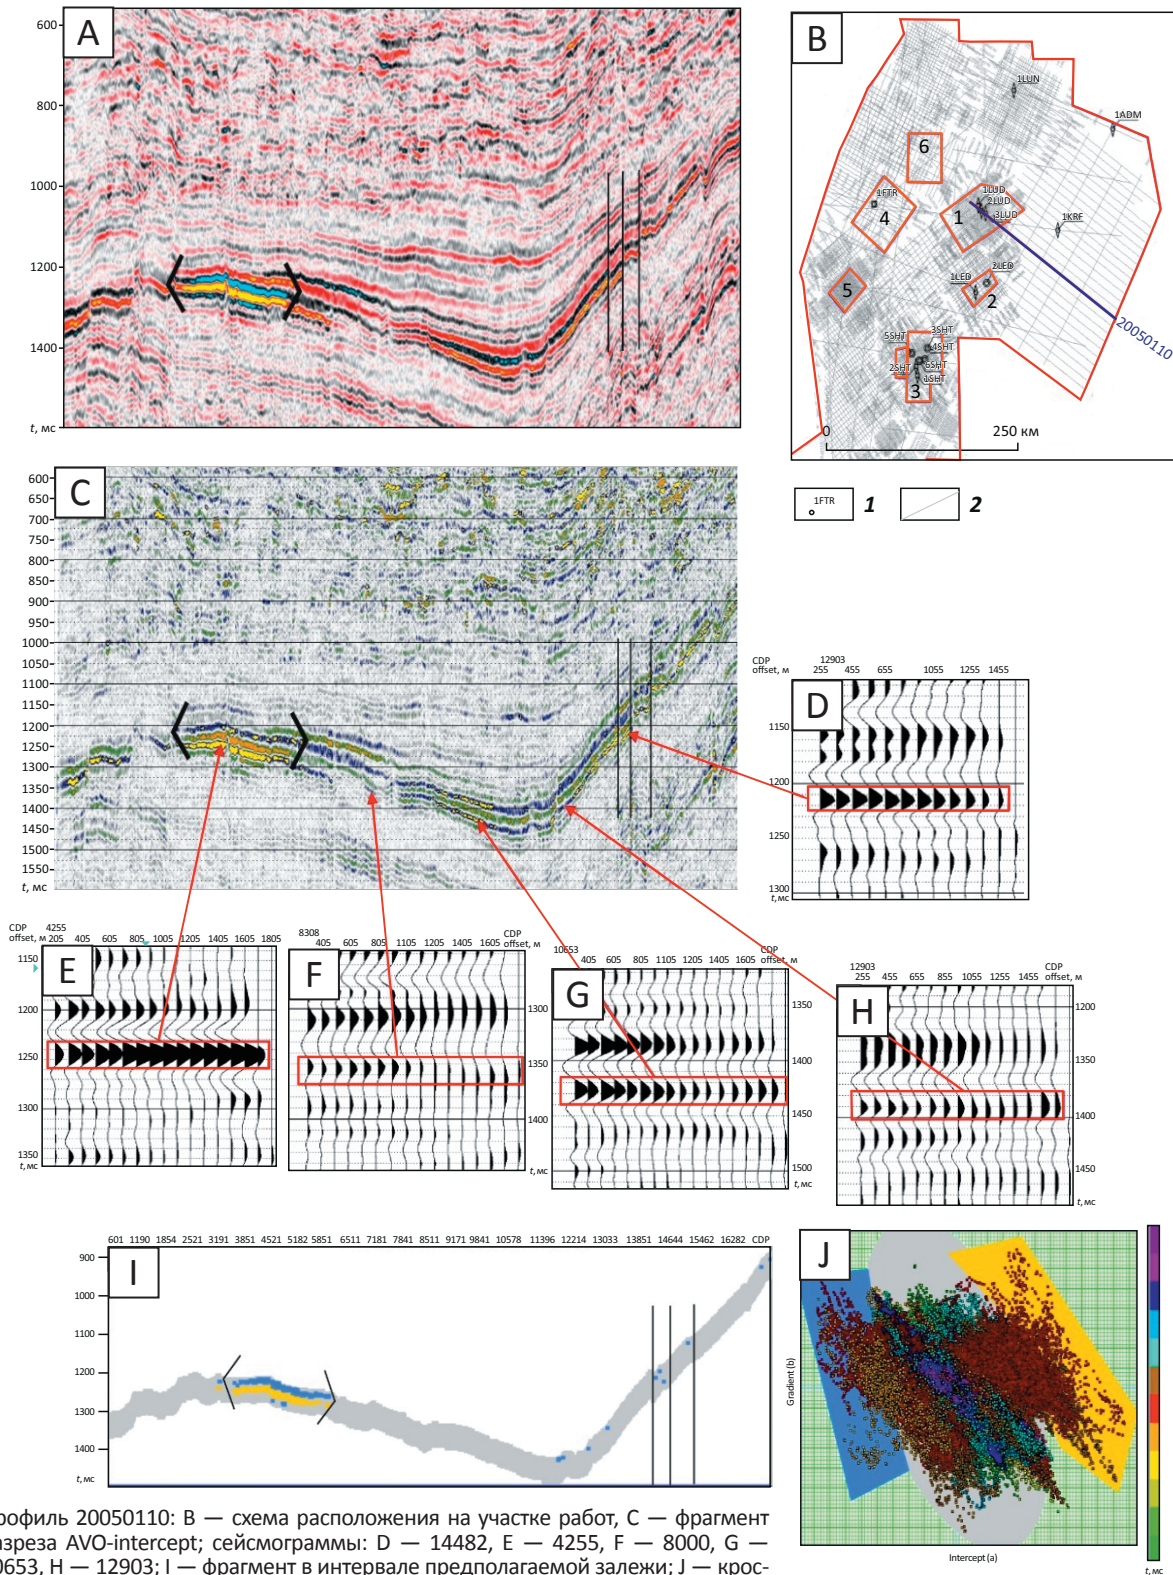 A
600
800
1000
1200
1400
t, мс
B
1LUN
1ADM
6
1FTR
4
1LUD
2LUD
3LUD
1
1KRF
1LED
2LED
2
5
20050110
5SHT
3SHT
4SHT
2SHT
6SHT
1SHT
3
0
250 км
1FTR
1
2
C
600
650
700
750
800
850
900
950
1000
1050
1100
1150
1200
1250
1300
1350
1400
1450
1500
1550
t, мс
CDP 12903
offset, м 255 455 655 1055 1255 1455
D
1150
1200
1250
1300
t, мс
CDP 4255
offset, м 205 405 605 805 1005 1205 1405 1605 1805
E
1150
1200
1250
1300
1350
t, мс
8308 CDP
405 605 805 1105 1205 1405 1605 offset, м
F
1300
1350
1400
t, мс
10653 CDP
405 605 805 1105 1205 1405 1605 offset, м
G
1350
1400
1450
1500
t, мс
12903 CDP
255 455 655 855 1055 1255 1455 offset, м
H
1200
1350
1400
1450
t, мс
601 1190 1854 2521 3191 3851 4521 5182 5851 6511 7181 7841 8511 9171 9841 10578 11396 12214 13033 13851 14644 15462 16282 CDP
I
900
1000
1100
1200
1300
1400
t, мс
J
Gradient (b)
Intercept (a)
t, мс
рофиль 20050110: B — схема расположения на участке работ, C — фрагмент
азреза AVO-intercept; сейсмограммы: D — 14482, E — 4255, F — 8000, G —
0653, H — 12903; I — фрагмент в интервале предполагаемой залежи; J — крос-